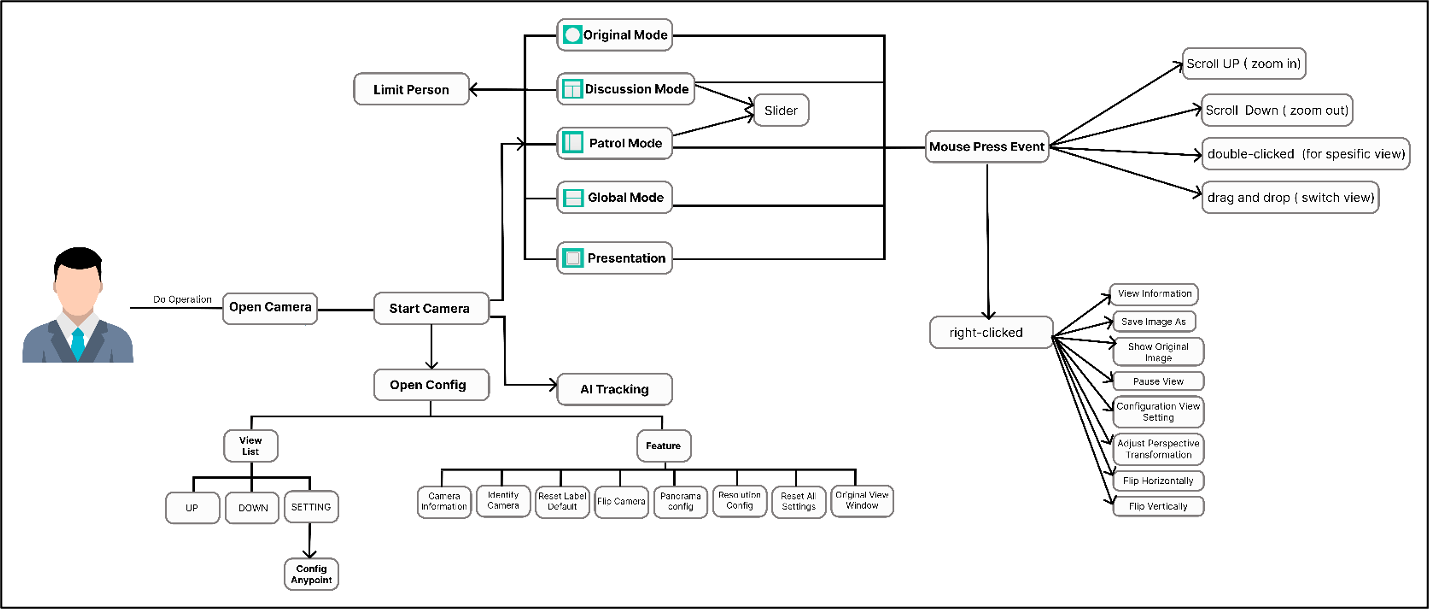 Original Mode
Limit Person
Discussion Mode
Slider
Patrol Mode
Global Mode
Presentation
Mouse Press Event
Scroll UP ( zoom in)
Scroll Down ( zoom out)
double-clicked (for spesific view)
drag and drop ( switch view)
Do Operation
Open Camera
Start Camera
Open Config
AI Tracking
right-clicked
View Information
Save Image As
Show Original
Image
Pause View
Configuration View
Setting
Adjust Perspective
Transformation
Flip Horizontally
Flip Vertically
View
List
UP
DOWN
SETTING
Config
Anypoint
Feature
Camera
Information
Identify
Camera
Reset Label
Default
Flip Camera
Panorama
config
Resolution
Config
Reset All
Settings
Original View
Window